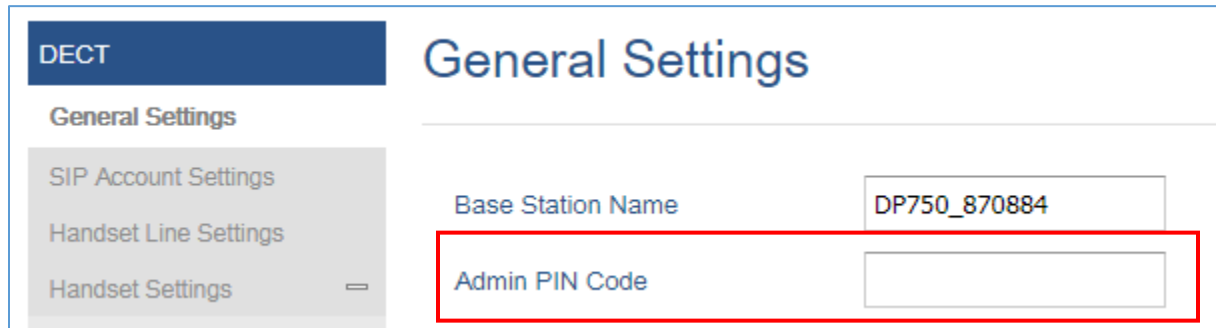 DECT
General Settings
SIP Account Settings
Handset Line Settings
Handset Settings
General Settings
Base Station Name
DP750_870884
Admin PIN Code